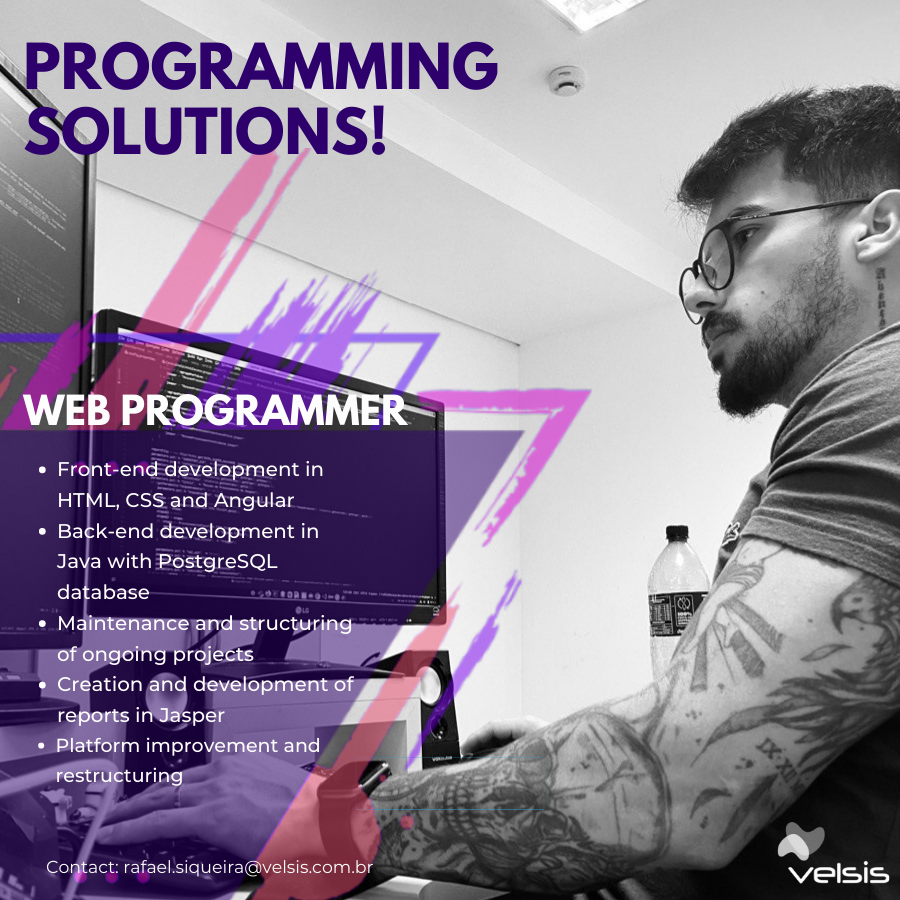 PROGRAMMING
SOLUTIONS!
WEB PROGRAMMER
• Front-end development in
HTML, CSS and Angular
• Back-end development in
Java with PostgreSQL
database
• Maintenance and structuring
of ongoing projects
• Creation and development of
reports in Jasper
• Platform improvement and
restructuring
LG
Contact: rafael.siqueira@velsis.com.br
velsis